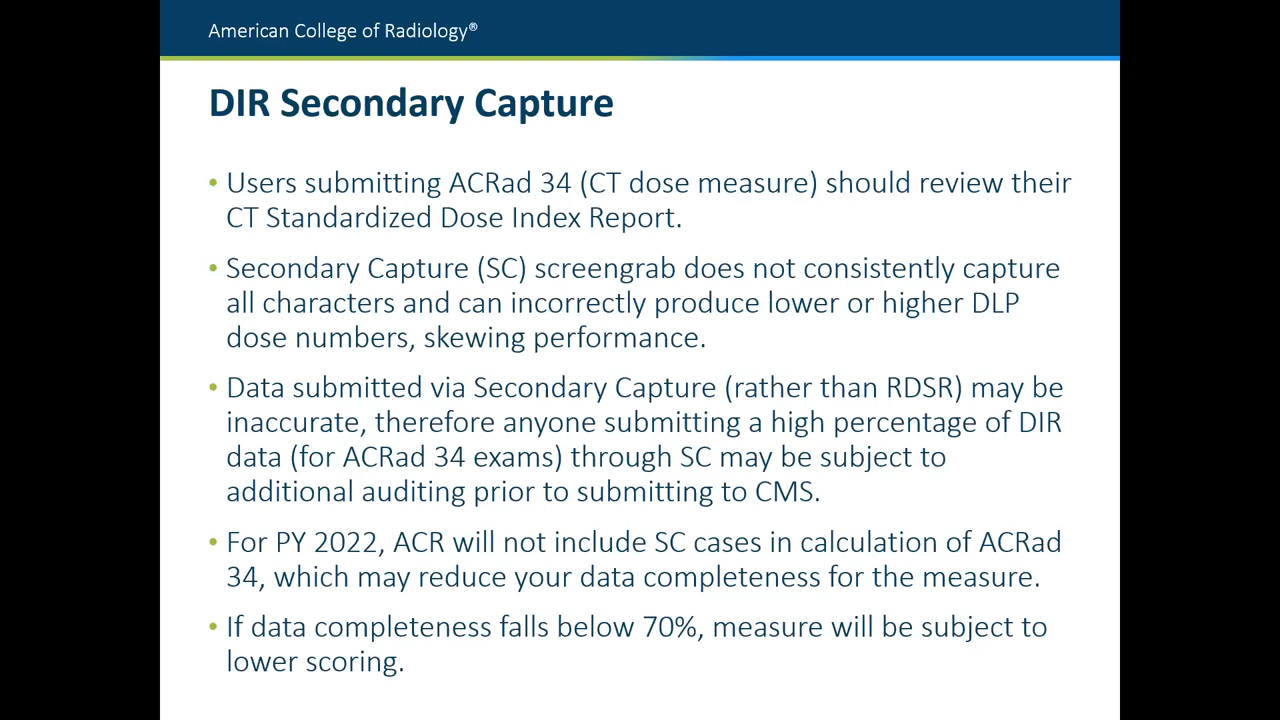 American College of Radiology®
DIR Secondary Capture
• Users submitting ACRad 34 (CT dose measure) should review their
CT Standardized Dose Index Report.
• Secondary Capture (SC) screengrab does not consistently capture
all characters and can incorrectly produce lower or higher DLP
dose numbers, skewing performance.
• Data submitted via Secondary Capture (rather than RDSR) may be
inaccurate, therefore anyone submitting a high percentage of DIR
data (for ACRad 34 exams) through SC may be subject to
additional auditing prior to submitting to CMS.
• For PY 2022, ACR will not include SC cases in calculation of ACRad
34, which may reduce your data completeness for the measure.
• If data completeness falls below 70%, measure will be subject to
lower scoring.